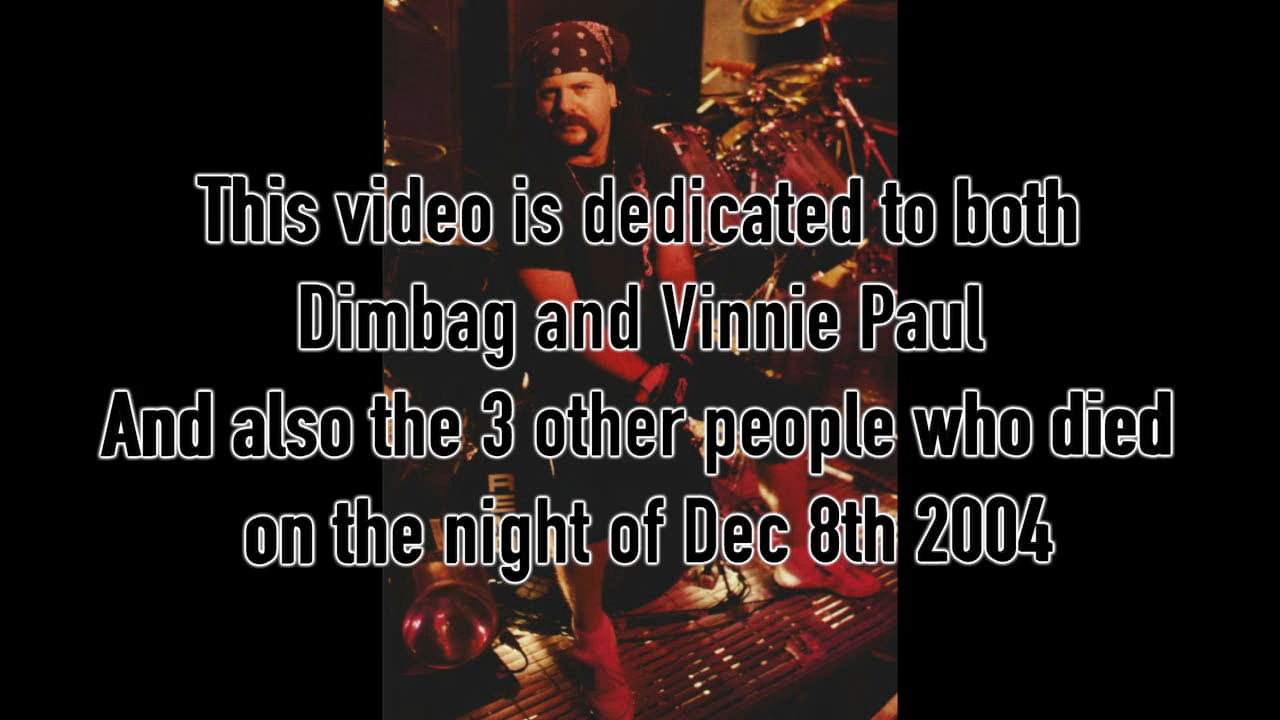 This video is dedicated to both
Dimbag and Vinnie Paul
And also the 3 other people who died
on the night of Dec 8th 2004